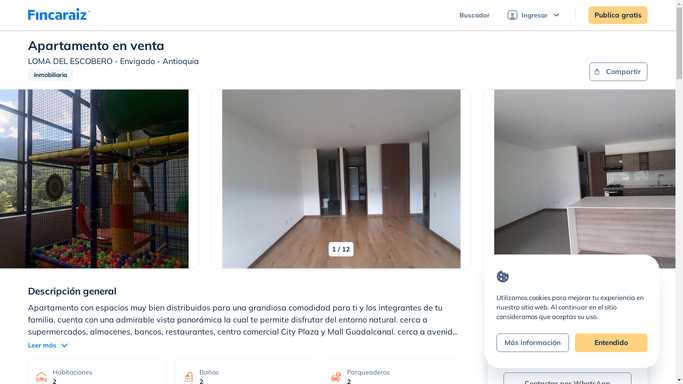 Fincaraiz
Buscador
Ingresar
Publica gratis
Apartamento en venta
LOMA DEL ESCOBERO - Envigado - Antioquia
Inmobiliaria
Compartir
1 / 12
Descripción general
Apartamento con espacios muy bien distribuidos para una grandiosa comodidad para ti y los integrantes de tu
familia, cuenta con una admirable vista panorámica la cual te permite disfrutar del entorno natural. cerca a
supermercados, almacenes, bancos, restaurantes, centro comercial City Plaza y Mall Guadalcanal. cerca a avenid...
Leer más
Habitaciones
2
Baños
2
Parqueaderos
2
Utilizamos cookies para mejorar tu experiencia en
nuestro sitio web. Al continuar en el sitio
consideramos que aceptas su uso.
Más información
Entendido
Contactar por WhatsApp